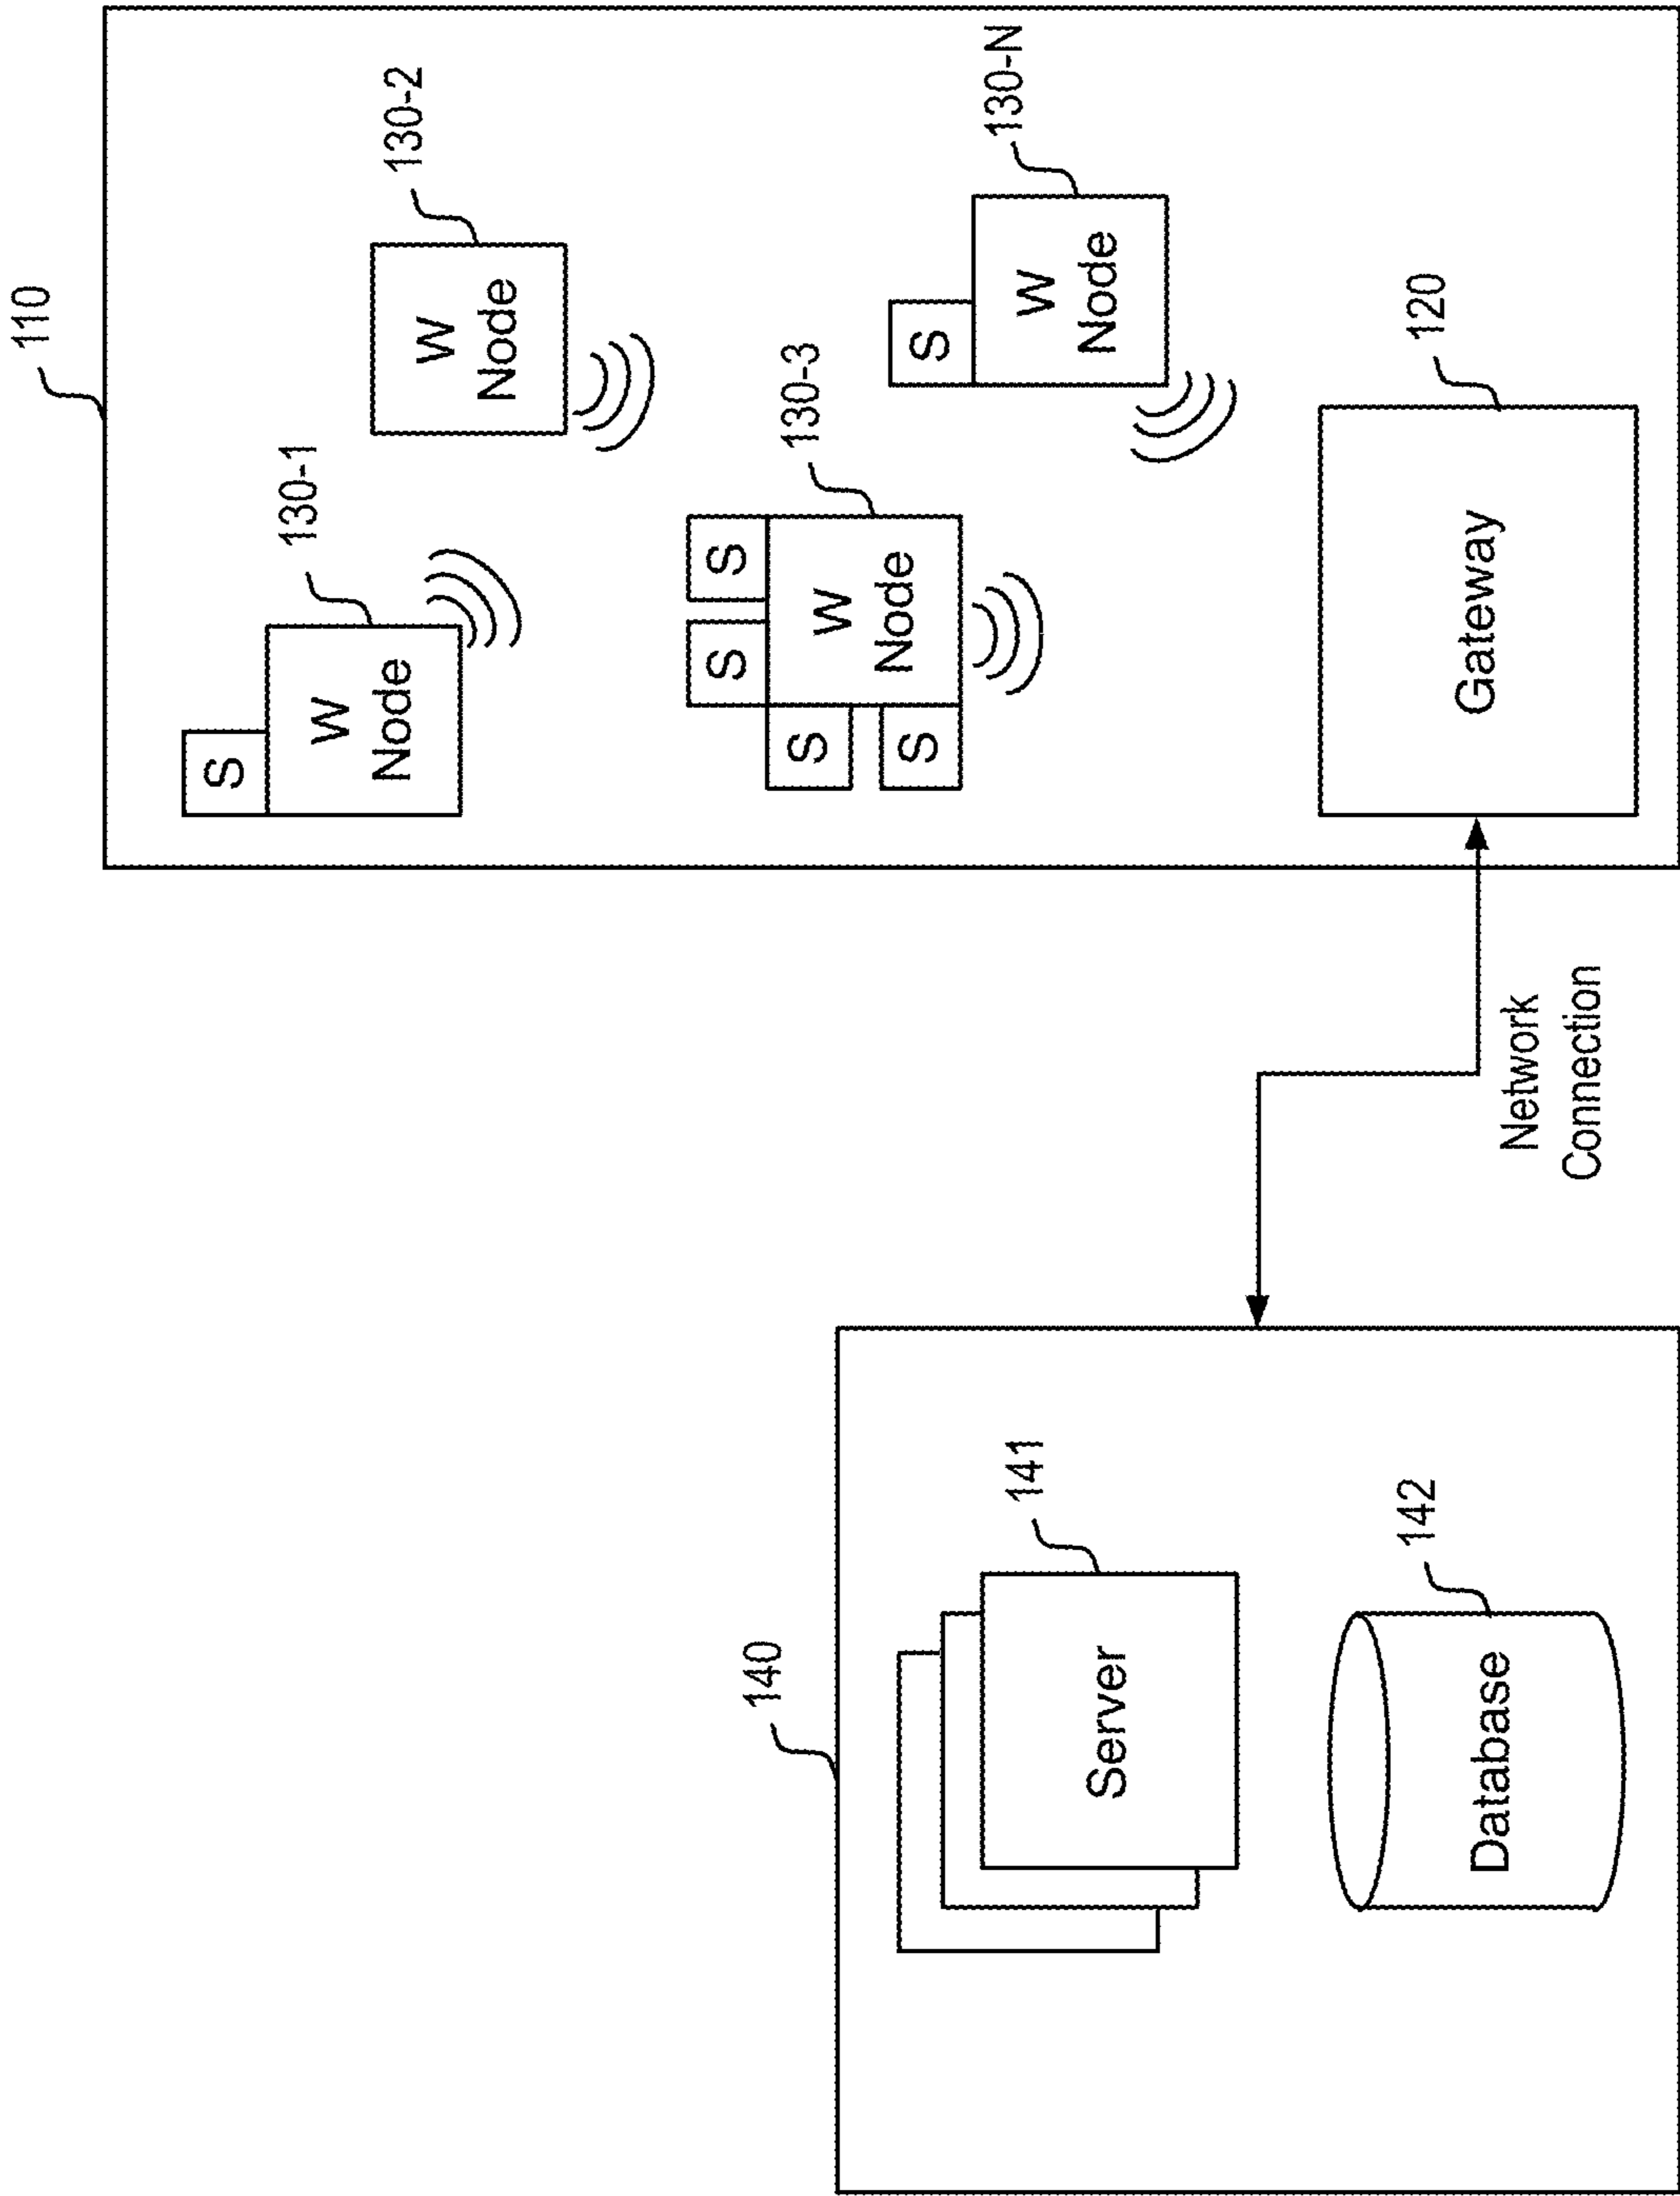 110
130-1
130-2
S
W
Node
W
Node
130-3
S
S
S
S
W
Node
130-N
S
W
Node
120
Gateway
Network
Connection
140
141
Server
142
Database